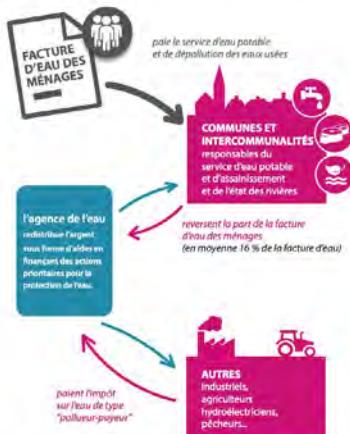 FACTURE
D'EAU DES
MÉNAGES
paie le service d'eau potable
et de dépollution des eaux usées
COMMUNES ET
INTERCOMMUNALITÉS
responsables du
service d'eau potable
et d'assainissement
et de l'état des rivières
l'agence de l'eau
redistribue l'argent
sous forme d'aides en
finançant des actions
prioritaires pour la
protection de l'eau.
reversent la part de la facture
d'eau des ménages
(en moyenne 16 % de la facture d'eau)
AUTRES
industriels,
agriculteurs
hydroélectriciens,
pêcheurs...
paient l'impôt
sur l'eau de type
"pollueur-payeur"